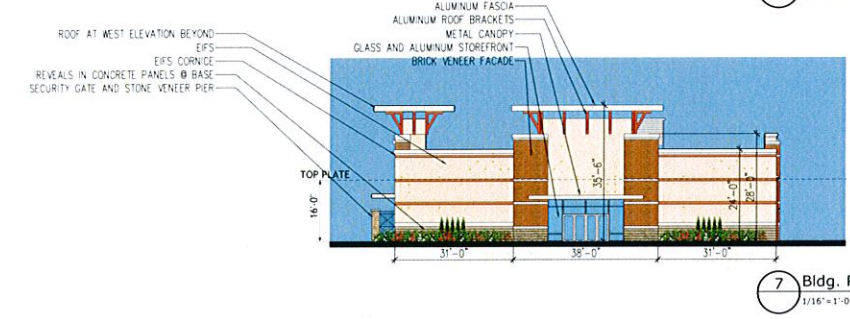 ALUMINUM FASCIA
ALUMINUM ROOF BRACKETS
METAL CANOPY
GLASS AND ALUMINUM STOREFRONT
BRICK VENEER FACADE
ROOF AT WEST ELEVATION BEYOND
EIFS
EIFS CORNICE
REVEALS IN CONCRETE PANELS @ BASE
SECURITY GATE AND STONE VENEER PIER
TOP PLATE
16'-0"
35'-6"
24'-0"
28'-0"
31'-0"
38'-0"
31'-0"
7
Bldg.
1/16"=1'-0